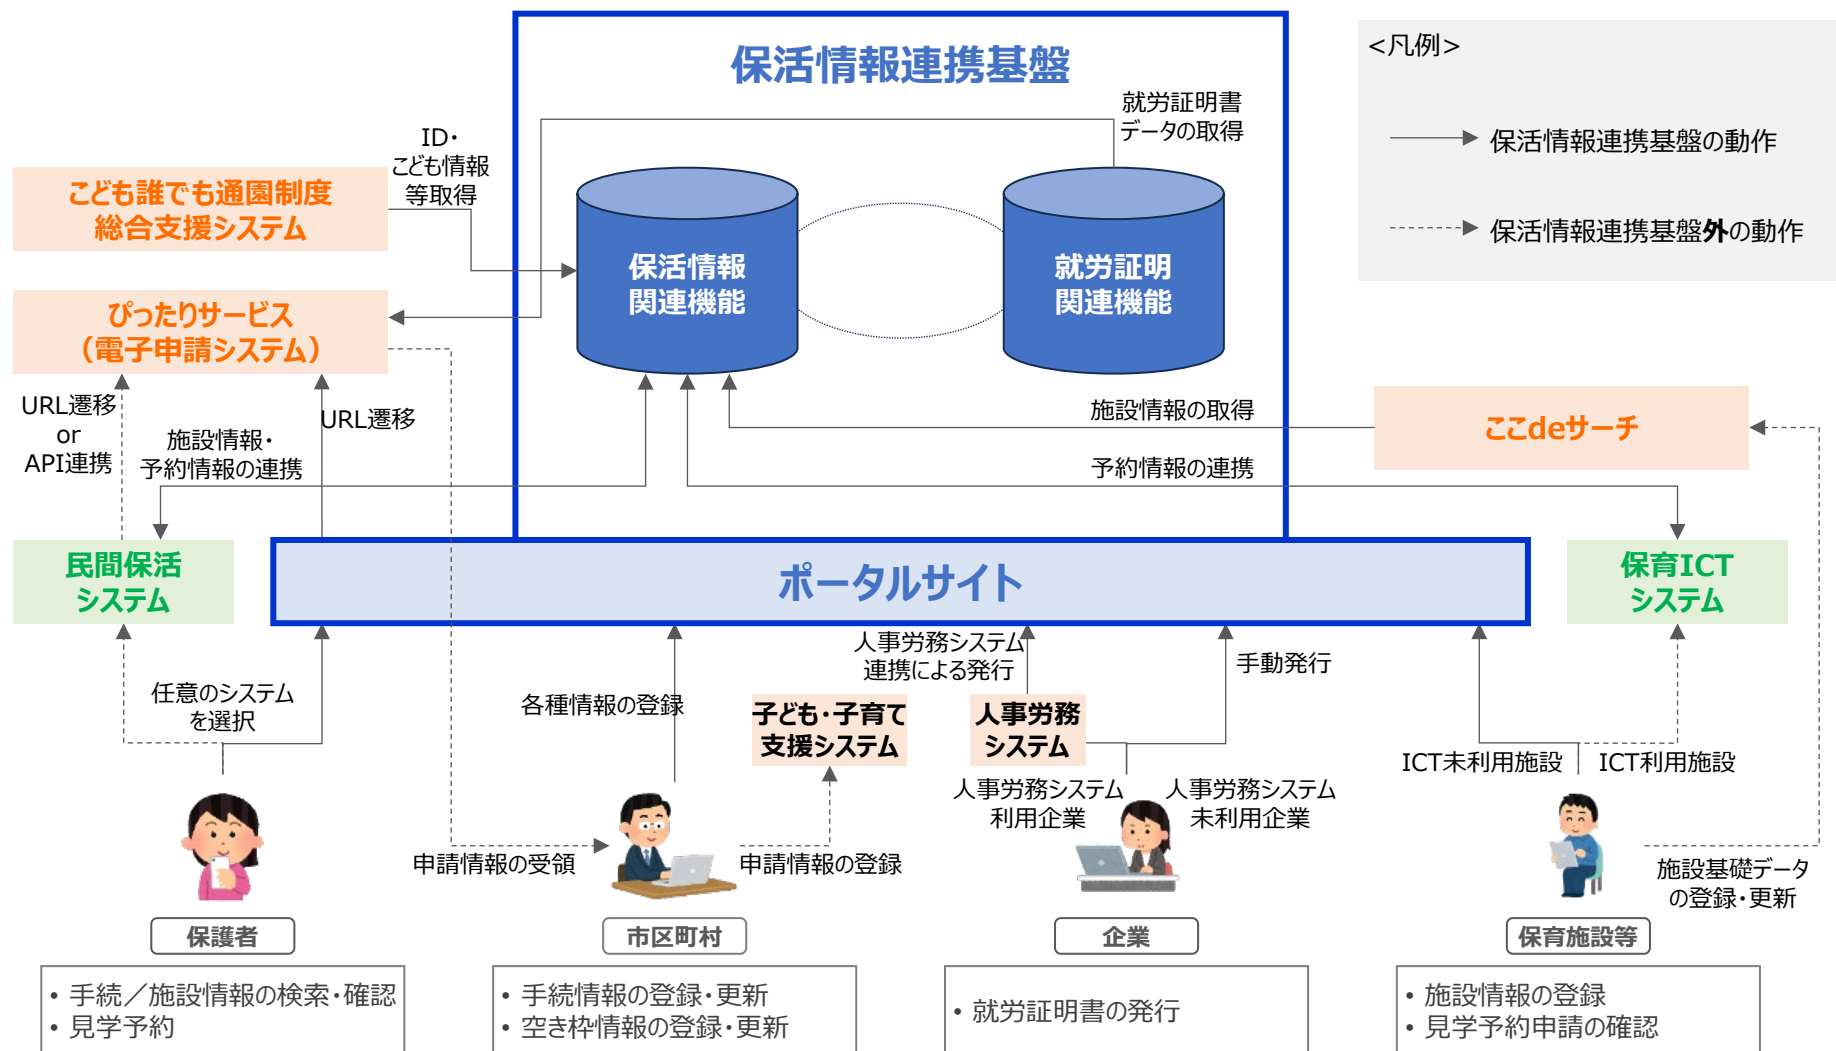 保活情報連携基盤
<凡例>
保活情報連携基盤の動作
保活情報連携基盤外の動作
就労証明書
データの取得
ID・
こども情報
等取得
こども誰でも通園制度
総合支援システム
保活情報
関連機能
就労証明
関連機能
ぴったりサービス
（電子申請システム）
URL遷移
or
API連携
URL遷移
施設情報・
予約情報の連携
施設情報の取得
予約情報の連携
ここdeサーチ
民間保活
システム
ポータルサイト
保育ICT
システム
任意のシステム
を選択
各種情報の登録
人事労務システム
連携による発行
手動発行
子ども・子育て
支援システム
人事労務
システム
ICT未利用施設
ICT利用施設
人事労務システム
利用企業
人事労務システム
未利用企業
申請情報の受領
申請情報の登録
施設基礎データ
の登録・更新
保護者
市区町村
企業
保育施設等
• 手続／施設情報の検索・確認
• 見学予約
• 手続情報の登録・更新
• 空き枠情報の登録・更新
• 就労証明書の発行
• 施設情報の登録
• 見学予約申請の確認